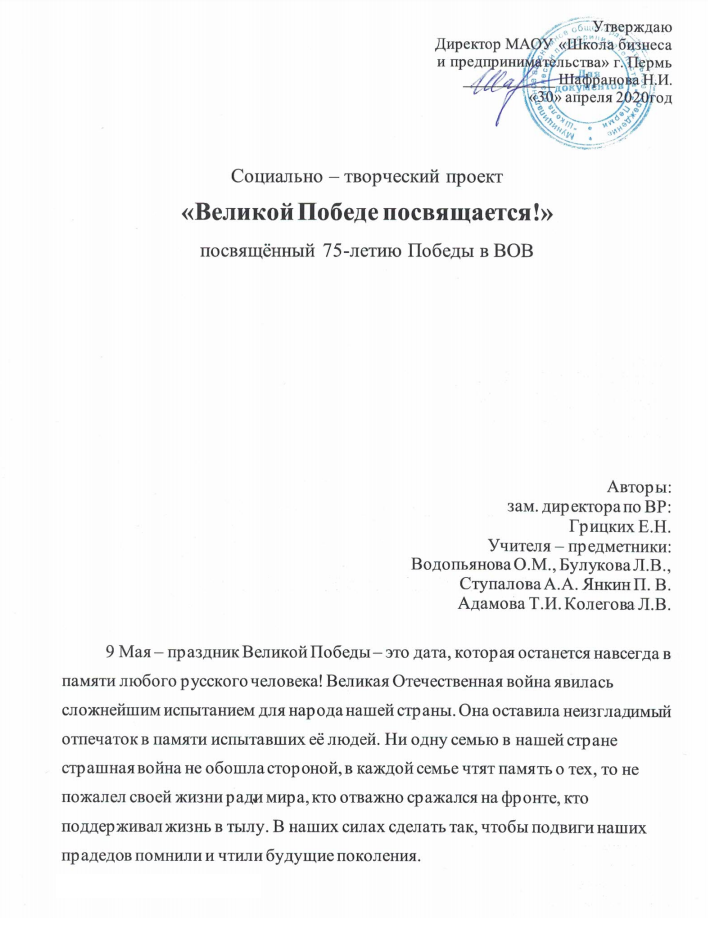 Утверждаю
Директор МАОУ «Школа бизнеса
и предпринимательства» г. Пермь
Шафранова Н.И.
«30» апреля 2020год
Для
документов
Социально – творческий проект
«Великой Победе посвящается!»
посвящённый 75-летию Победы в ВОВ
Авторы:
зам. директора по ВР:
Грицких Е.Н.
Учителя – предметники:
Водопьянова О.М., Булукова Л.В.,
Ступалова А.А. Янкин П. В.
Адамова Т.И. Колегова Л.В.
9 Мая – праздник Великой Победы – это дата, которая останется навсегда в
памяти любого русского человека! Великая Отечественная война явилась
сложнейшим испытанием для народа нашей страны. Она оставила неизгладимый
отпечаток в памяти испытавших её людей. Ни одну семью в нашей стране
страшная война не обошла стороной, в каждой семье чтят память о тех, то не
пожалел своей жизни ради мира, кто отважно сражался на фронте, кто
поддерживал жизнь в тылу. В наших силах сделать так, чтобы подвиги наших
прадедов помнили и чтили будущие поколения.